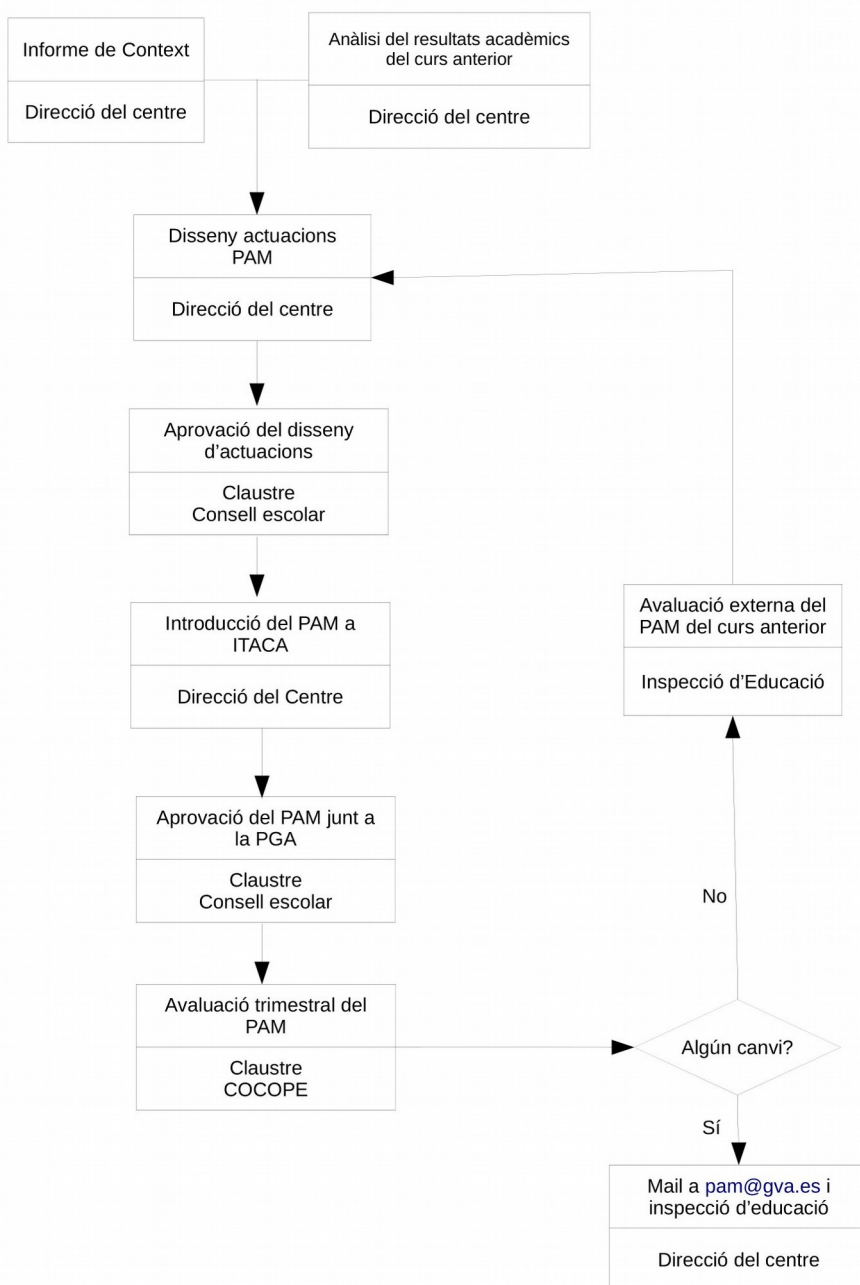 Informe de Context
Direcció del centre
Anàlisi del resultats acadèmics
del curs anterior
Direcció del centre
Disseny actuacions
PAM
Direcció del centre
Aprovació del disseny
d'actuacions
Claustre
Consell escolar
Introducció del PAM a
ITACA
Direcció del Centre
Aprovació del PAM junt a
la PGA
Claustre
Consell escolar
Avaluació trimestral del
PAM
Claustre
COCOPE
Algún canvi?
No
Avaluació externa del
PAM del curs anterior
Inspecció d'Educació
Sí
Mail a pam@gva.es i
inspecció d'educació
Direcció del centre